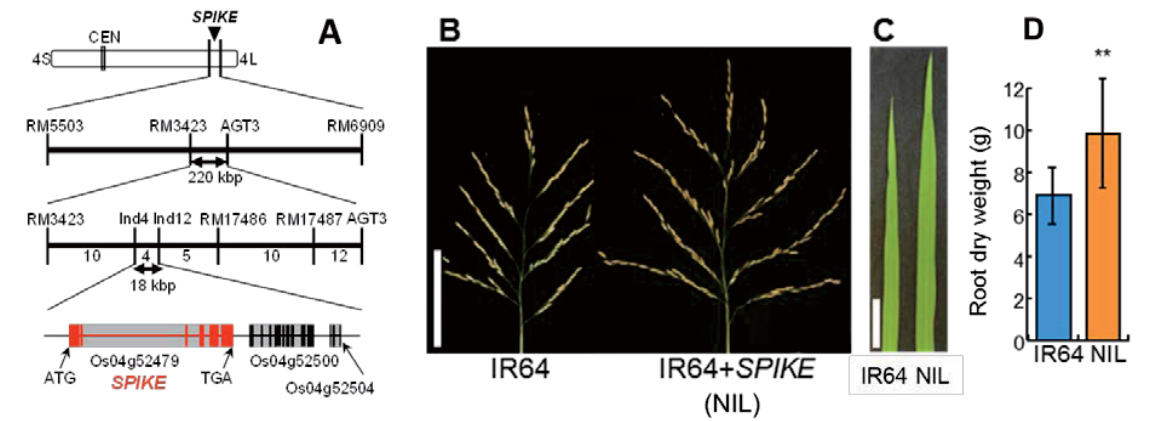 A
SPIKE
CEN
4S 4L
RM5503 RM3423 AGT3 RM6909
220 kbp
RM3423 Ind4 Ind12 RM17486 RM17487 AGT3
10 4 5 10 12
18 kbp
Os04g52479 Os04g52500
ATG SPIKE TGA Os04g52504
B
IR64 IR64+SPIKE
(NIL)
C
IR64 NIL
D
**
Root dry weight (g)
12
10
8
6
4
2
0
IR64 NIL